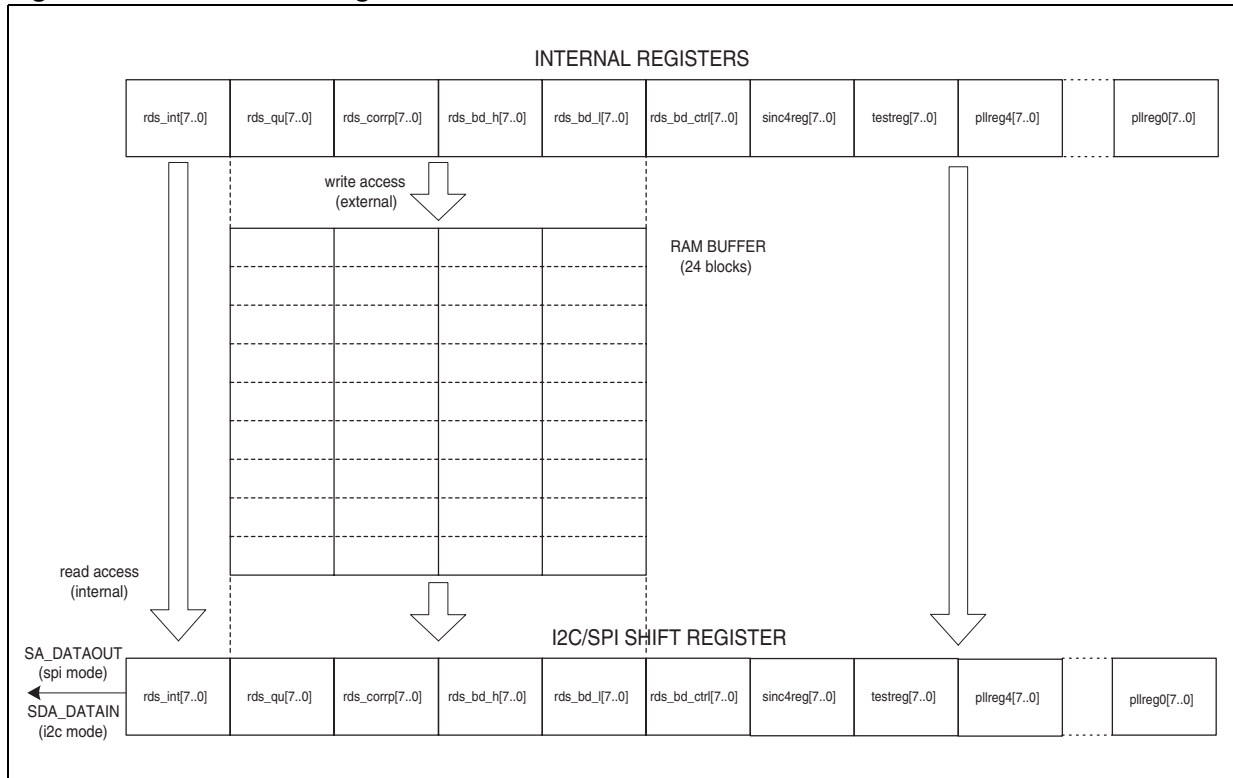 INTERNAL REGISTERS
rds_int[7..0] rds_qu[7..0] rds_corrp[7..0] rds_bd_h[7..0] rds_bd_l[7..0] rds_bd_ctrl[7..0] sinc4reg[7..0] testreg[7..0] pllreg4[7..0] pllreg0[7..0]
write access
(external)
RAM BUFFER
(24 blocks)
read access
(internal)
I2C/SPI SHIFT REGISTER
SA_DATAOUT
(spi mode)
SDA_DATAIN
(i2c mode)
rds_int[7..0] rds_qu[7..0] rds_corrp[7..0] rds_bd_h[7..0] rds_bd_l[7..0] rds_bd_ctrl[7..0] sinc4reg[7..0] testreg[7..0] pllreg4[7..0] pllreg0[7..0]